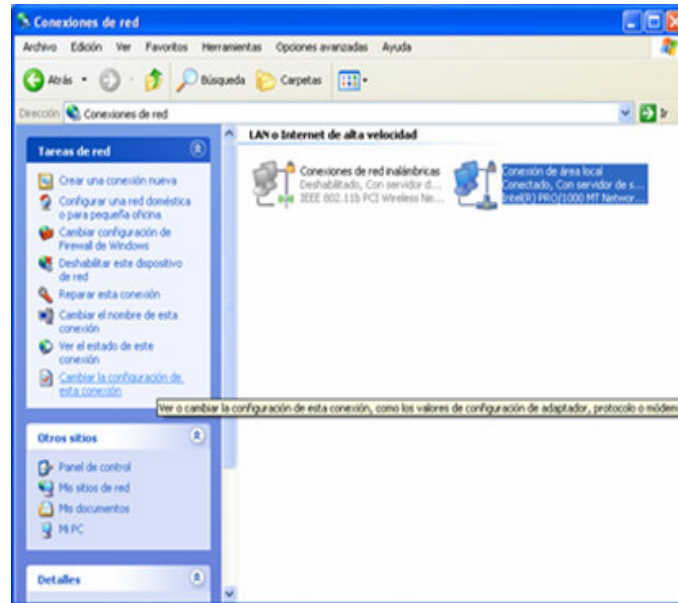 Conexiones de red
Archivo Edición Ver Favoritos Herramientas Opciones avanzadas Ayuda
Atrás Búsqueda Carpetas
Dirección Conexiones de red Ir
LAN o Internet de alta velocidad
Conexiones de red inalámbricas
Deshabilitado, Con servidor d...
IEEE 802.11b PCI Wireless Ne...
Conexión de área local
Conectado, Con servidor de s...
Intel(R) PRO/1000 MT Networ...
Tareas de red
Crear una conexión nueva
Configurar una red doméstica
o para pequeña oficina
Cambiar configuración de
Firewall de Windows
Deshabilitar este dispositivo
de red
Reparar esta conexión
Cambiar el nombre de esta
conexión
Ver el estado de esta
conexión
Cambiar la configuración de
esta conexión
Ver o cambiar la configuración de esta conexión, como los valores de configuración de adaptador, protocolo o módem
Otros sitios
Panel de control
Mis sitios de red
Mis documentos
Mi PC
Detalles